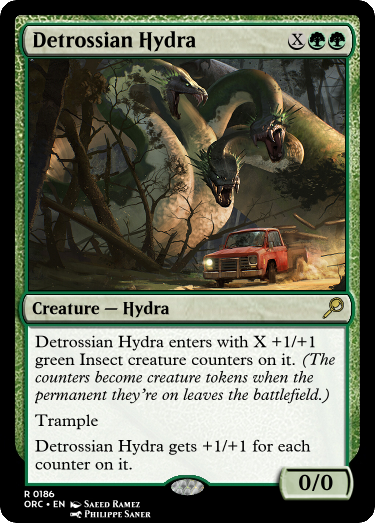 Detrossian Hydra X
Creature — Hydra
Detrossian Hydra enters with X +1/+1
green Insect creature counters on it. (The
counters become creature tokens when the
permanent they're on leaves the battlefield.)
Trample
Detrossian Hydra gets +1/+1 for each
counter on it.
0/0
R 0186
ORC • EN Saeed Ramez
Philippe Saner